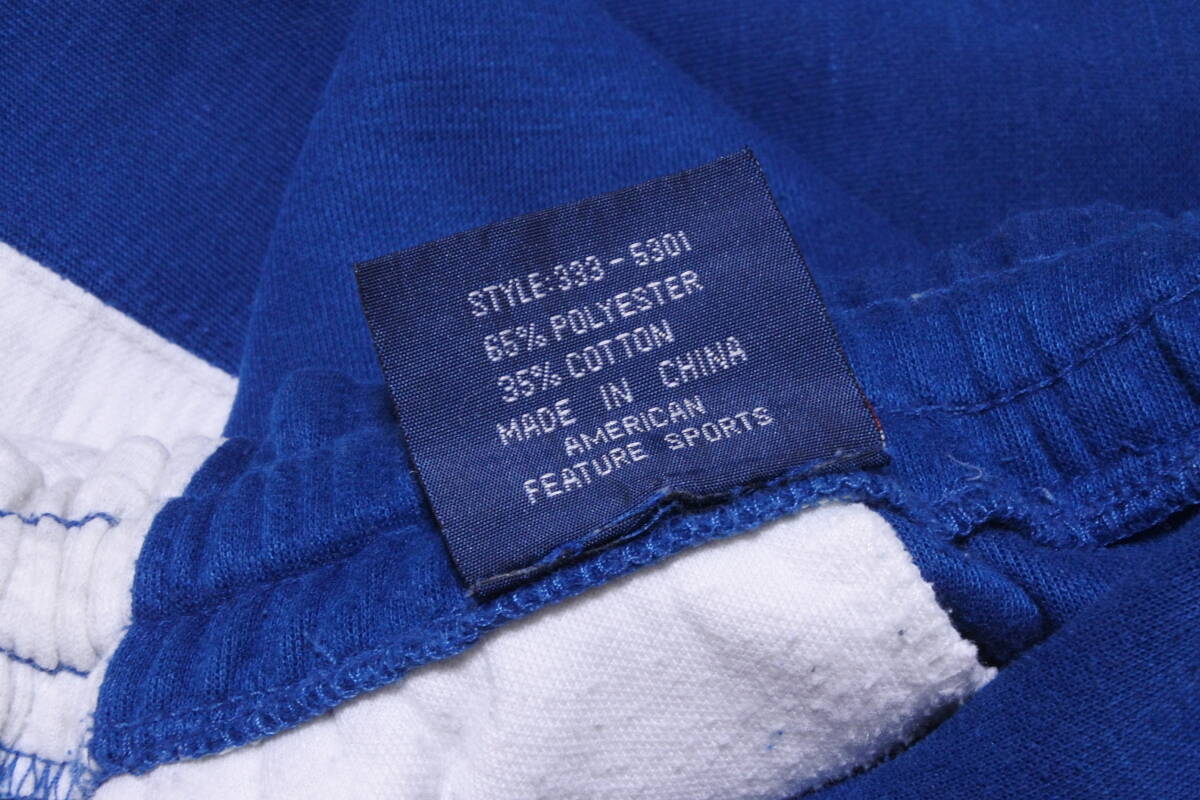 STYLE:333-5301
65% POLYESTER
35% COTTON
MADE IN CHINA
AMERICAN
FEATURE SPORTS